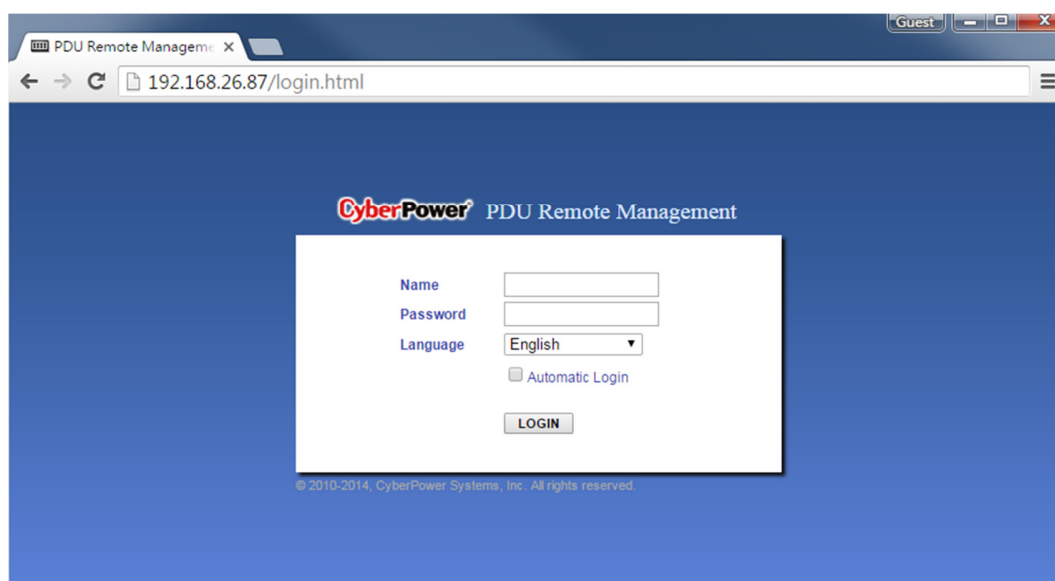 Guest
PDU Remote Manageme
192.168.26.87/login.html
CyberPower® PDU Remote Management
Name
Password
Language English
Automatic Login
LOGIN
© 2010-2014, CyberPower Systems, Inc. All rights reserved.